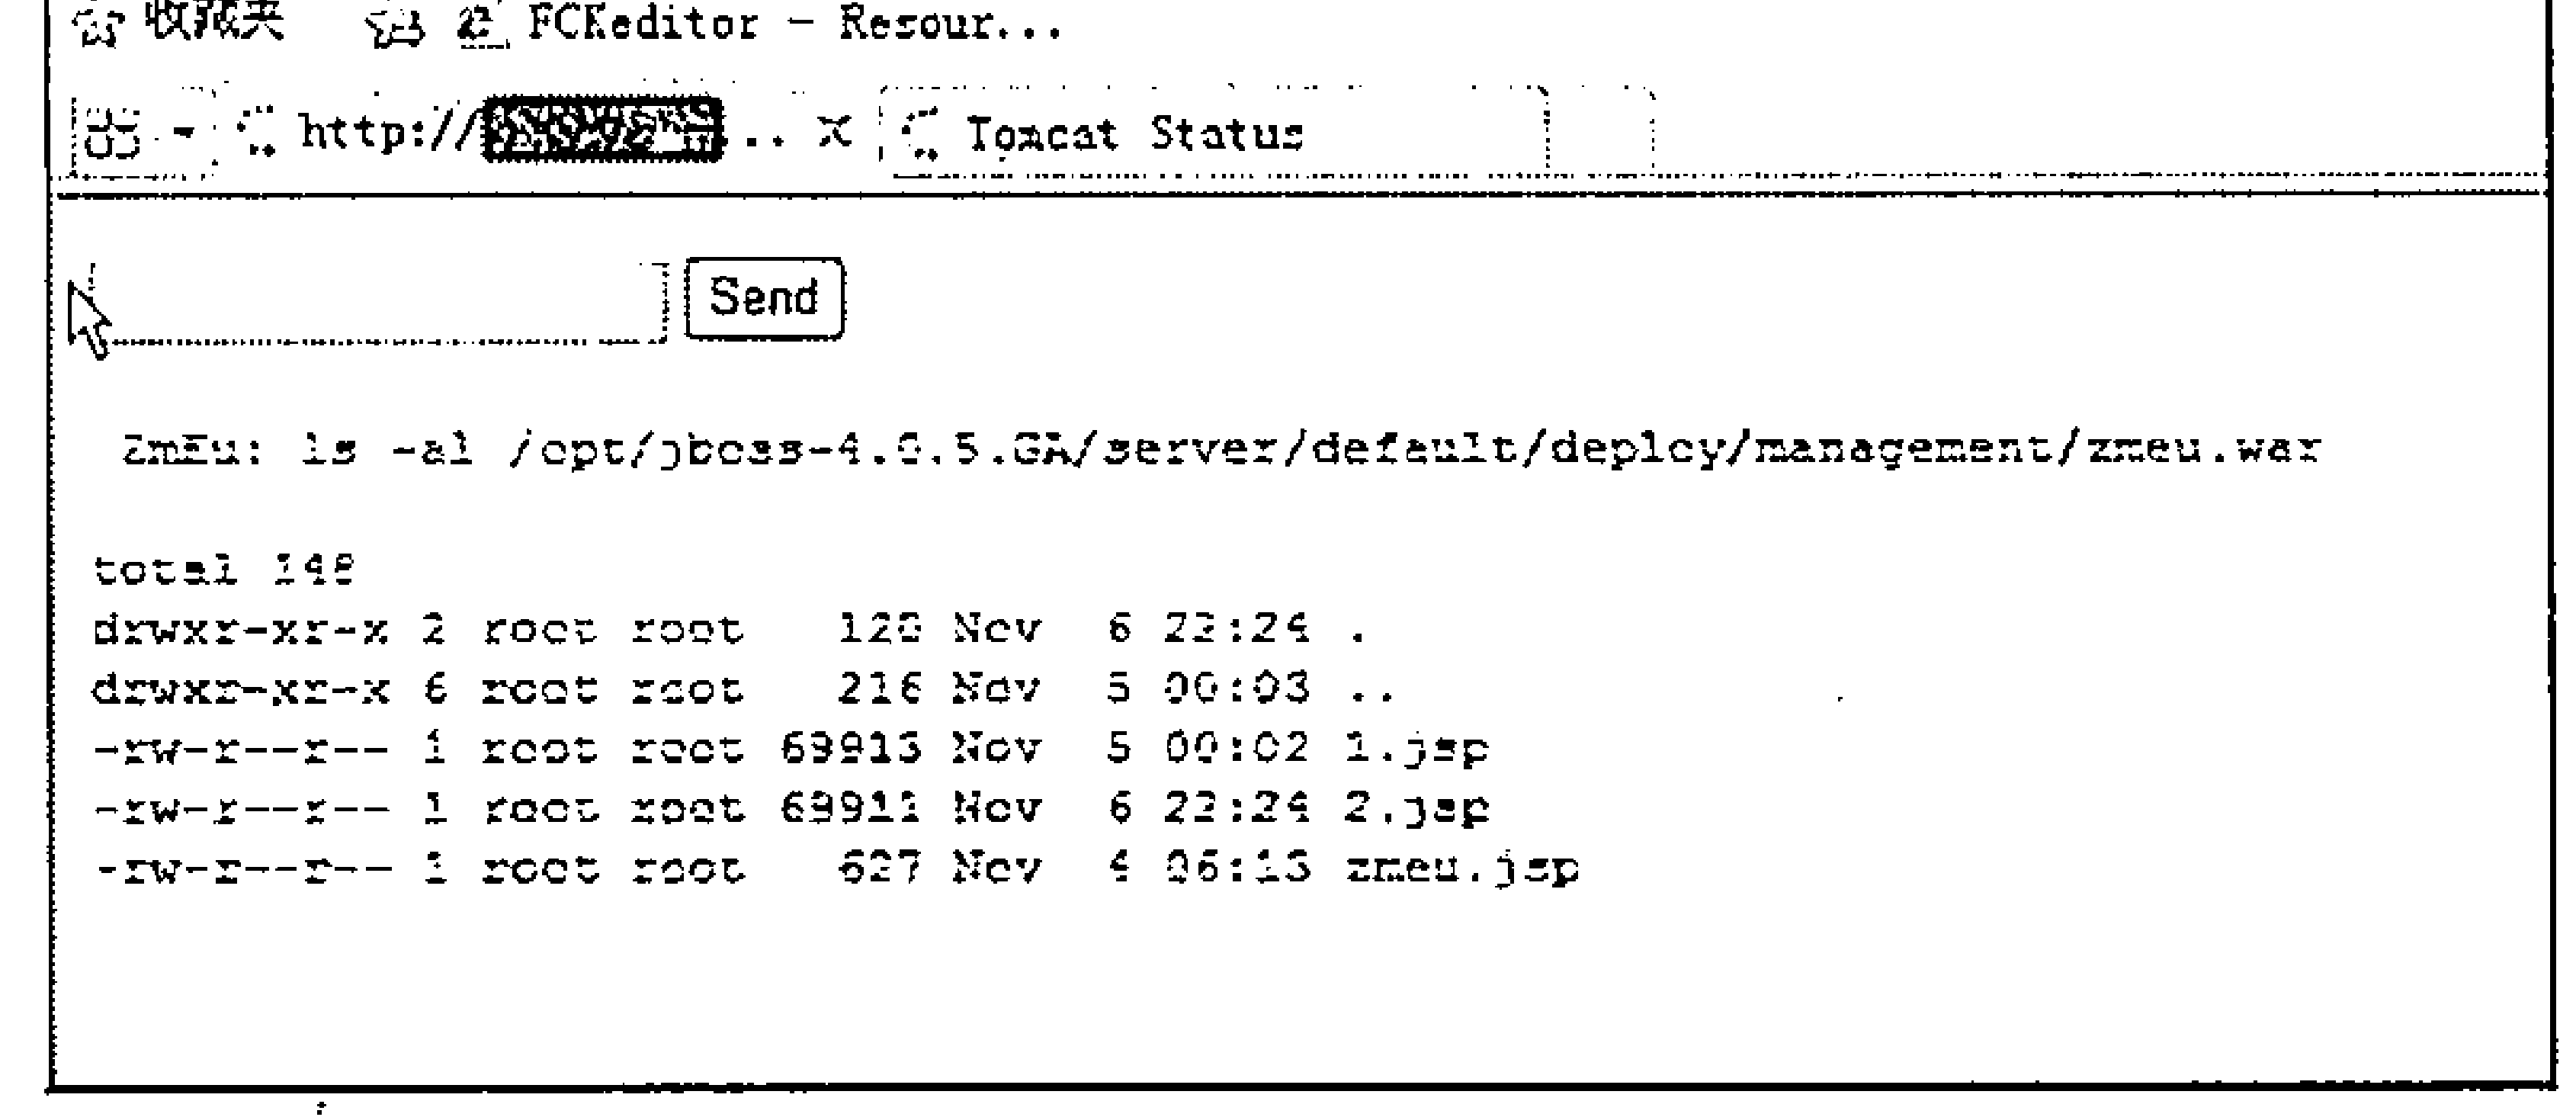 收藏夹 FCKeditor - Resour...
http:// .. x Tomcat Status
Send
ZmEu: ls -al /opt/jboss-4.0.5.GA/server/default/deploy/management/zmeu.war
total 148
drwxr-xr-x 2 root root 120 Nov 6 22:24 .
drwxr-xr-x 6 root root 216 Nov 5 00:03 ..
-rw-r--r-- 1 root root 69913 Nov 5 00:02 1.jsp
-rw-r--r-- 1 root root 69911 Nov 6 22:24 2.jsp
-rw-r--r-- 1 root root 627 Nov 4 06:13 zmeu.jsp